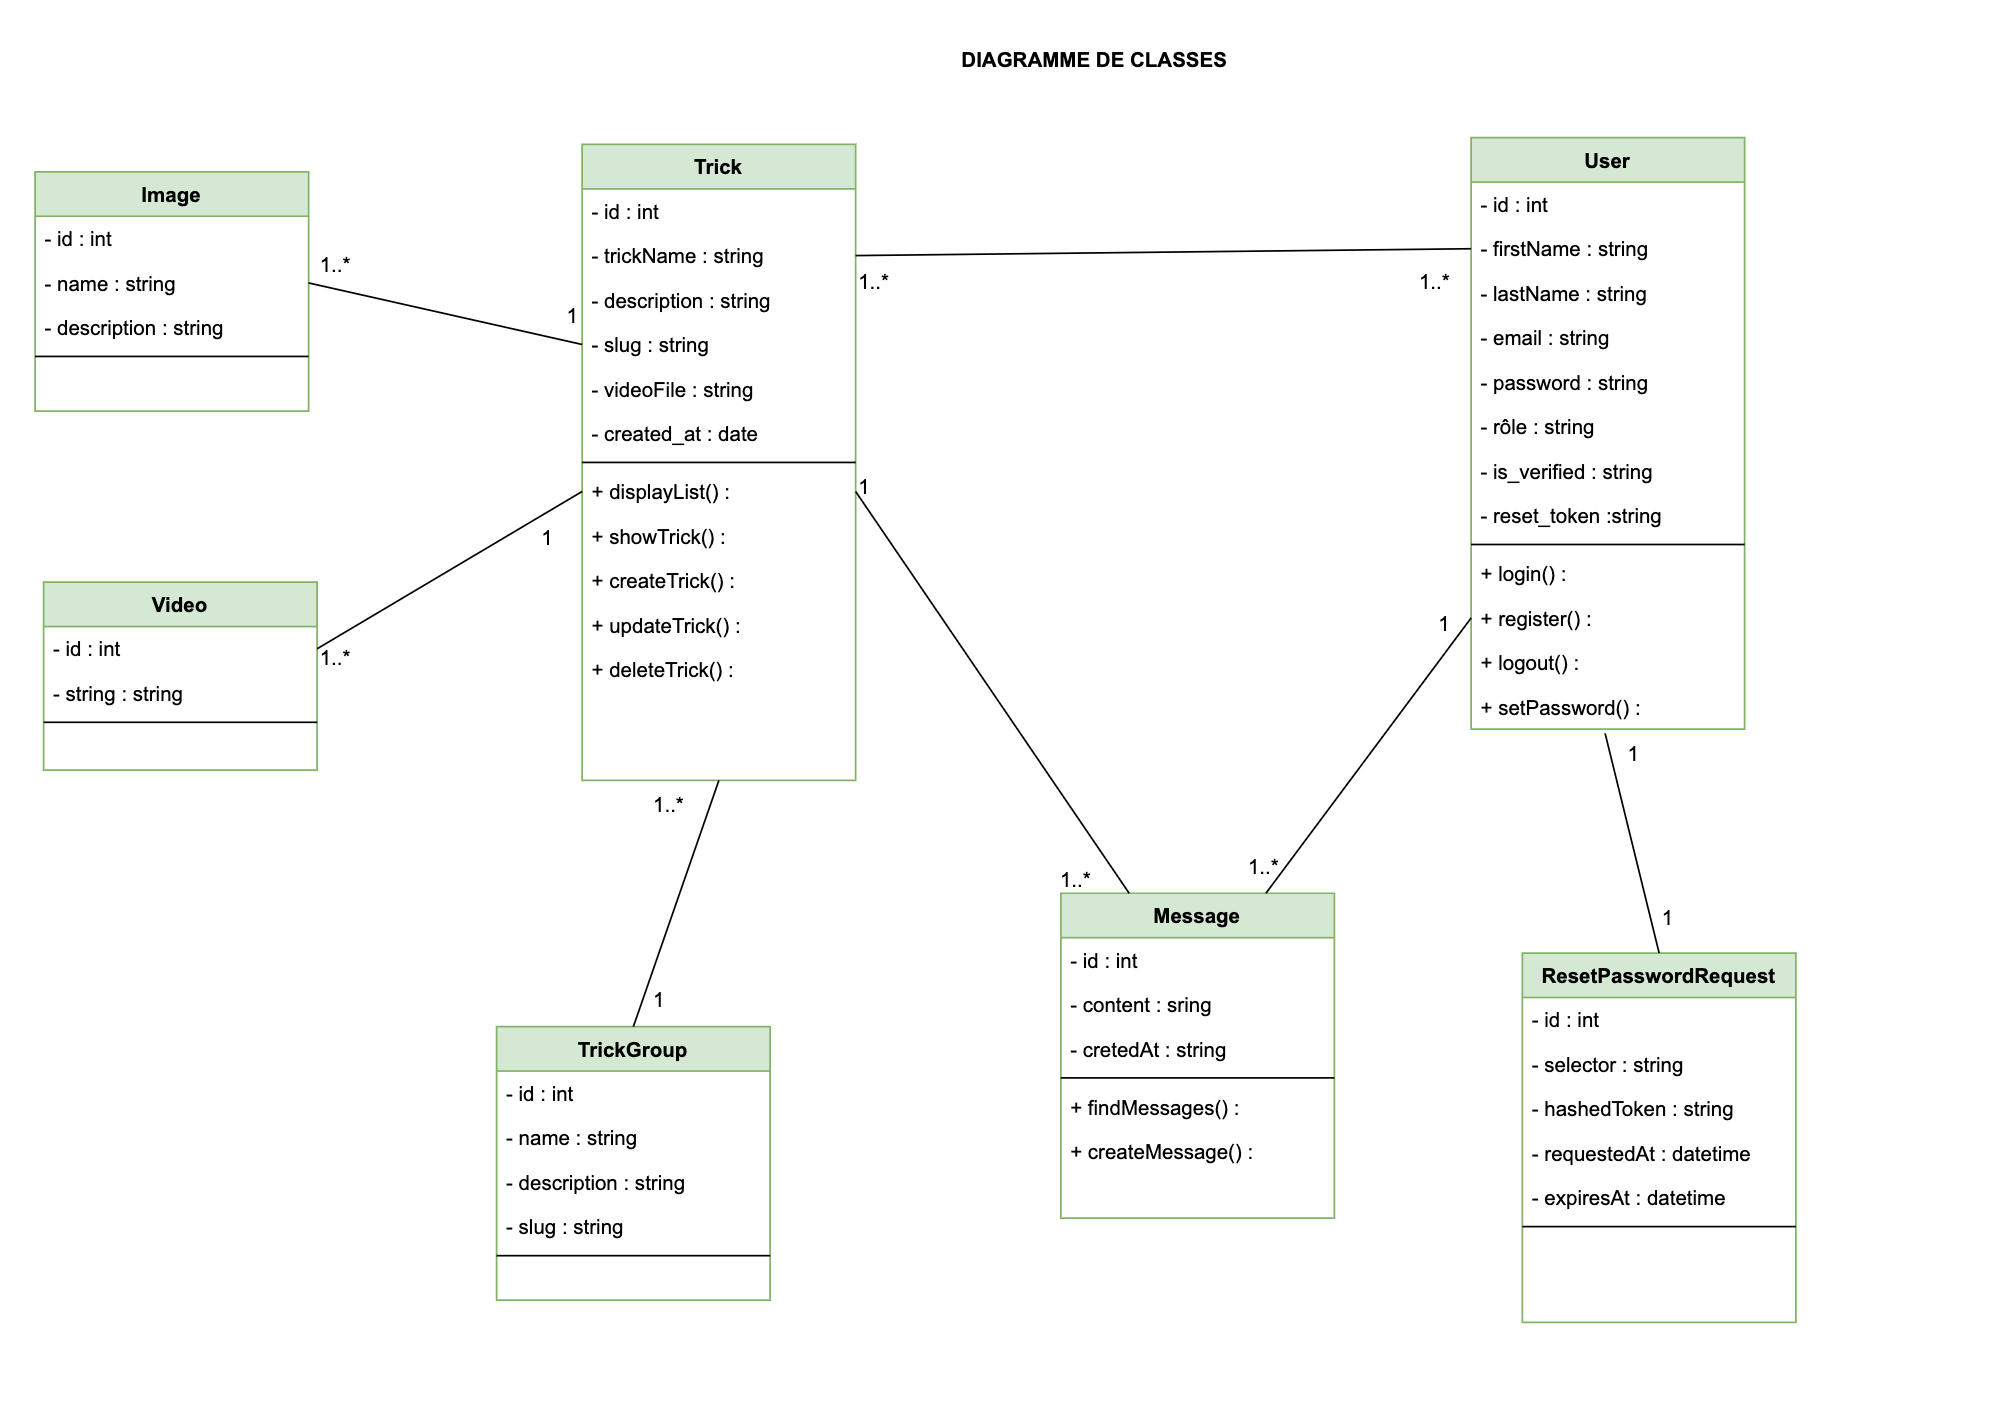 DIAGRAMME DE CLASSES
Image
- id : int
- name : string
- description : string
1..*
1
Trick
- id : int
- trickName : string
- description : string
- slug : string
- videoFile : string
- created_at : date
+ displayList() :
+ showTrick() :
+ createTrick() :
+ updateTrick() :
+ deleteTrick() :
1..*
1..*
User
- id : int
- firstName : string
- lastName : string
- email : string
- password : string
- rôle : string
- is_verified : string
- reset_token :string
+ login() :
+ register() :
+ logout() :
+ setPassword() :
1
1
1
1..*
Video
- id : int
- string : string
1..*
1
1..*
1..*
1
1
TrickGroup
- id : int
- name : string
- description : string
- slug : string
Message
- id : int
- content : sring
- cretedAt : string
+ findMessages() :
+ createMessage() :
ResetPasswordRequest
- id : int
- selector : string
- hashedToken : string
- requestedAt : datetime
- expiresAt : datetime